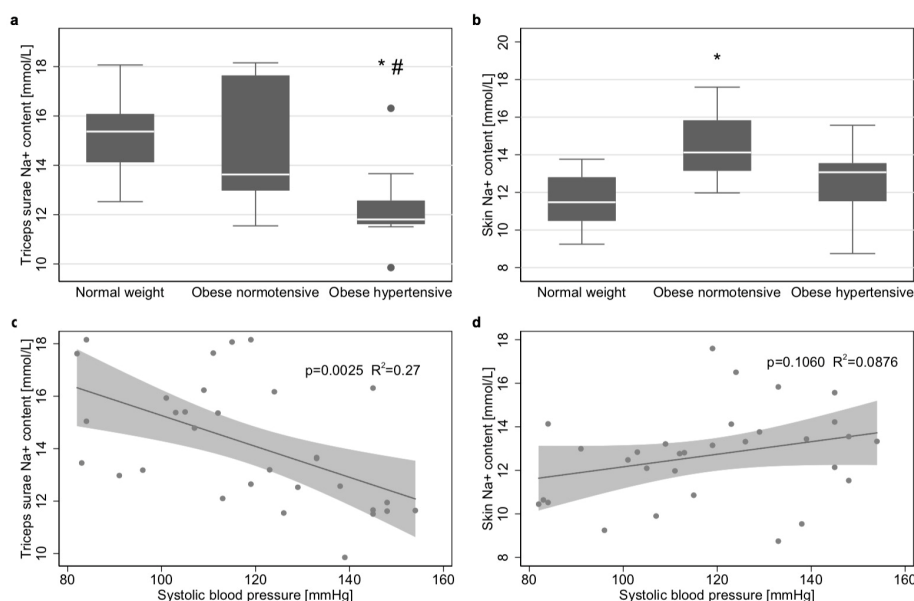 a
Triceps surae Na+ content [mmol/L]
18
16
14
12
10
* #
Normal weight
Obese normotensive
Obese hypertensive
b
Skin Na+ content [mmol/L]
20
18
16
14
12
10
8
*
Normal weight
Obese normotensive
Obese hypertensive
c
Triceps surae Na+ content [mmol/L]
18
16
14
12
10
p=0.0025 R²=0.27
80
100
120
140
160
Systolic blood pressure [mmHg]
d
Skin Na+ content [mmol/L]
18
16
14
12
10
8
p=0.1060 R²=0.0876
80
100
120
140
160
Systolic blood pressure [mmHg]